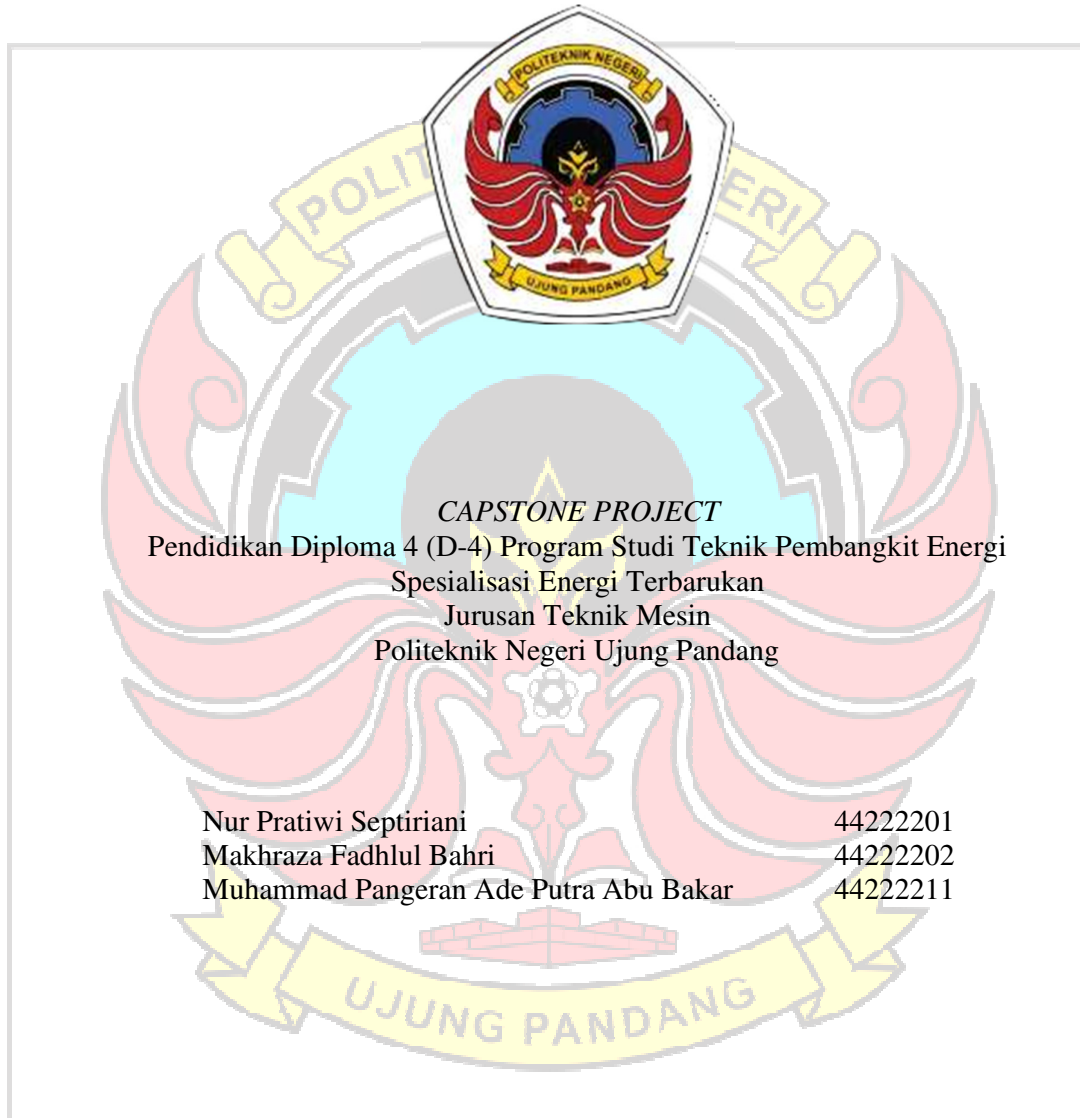 POLITEKNIK NEGERI
UJUNG PANDANG
CAPSTONE PROJECT
Pendidikan Diploma 4 (D-4) Program Studi Teknik Pembangkit Energi
Spesialisasi Energi Terbarukan
Jurusan Teknik Mesin
Politeknik Negeri Ujung Pandang
Nur Pratiwi Septiriani 44222201
Makhraza Fadhlul Bahri 44222202
Muhammad Pangeran Ade Putra Abu Bakar 44222211
UJUNG PANDANG